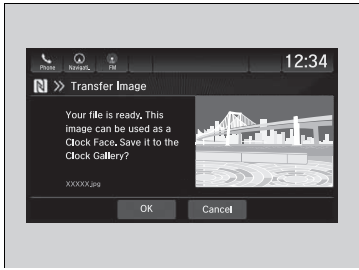 Phone Navigati.. FM 12:34
Transfer Image
Your file is ready. This
image can be used as a
Clock Face. Save it to the
Clock Gallery?
XXXXX.jpg
OK Cancel